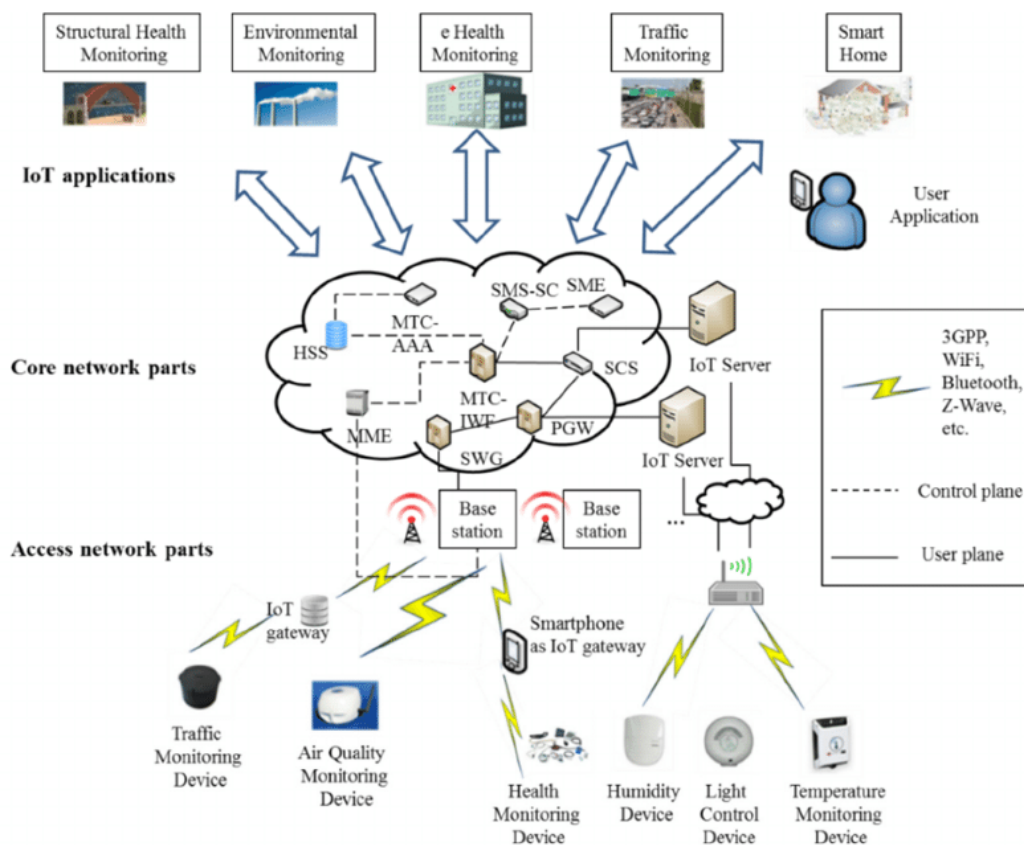 Structural Health
Monitoring
Environmental
Monitoring
e Health
Monitoring
Traffic
Monitoring
Smart
Home
IoT applications
User
Application
SMS-SC
SME
MTC-
AAA
HSS
SCS
IoT Server
Core network parts
MTC-
IWF
PGW
MME
SWG
IoT Server
3GPP,
WiFi,
Bluetooth,
Z-Wave,
etc.
Control plane
User plane
Base
station
Base
station
...
Access network parts
IoT
gateway
Smartphone
as IoT gateway
Traffic
Monitoring
Device
Air Quality
Monitoring
Device
Health
Monitoring
Device
Humidity
Device
Light
Control
Device
Temperature
Monitoring
Device